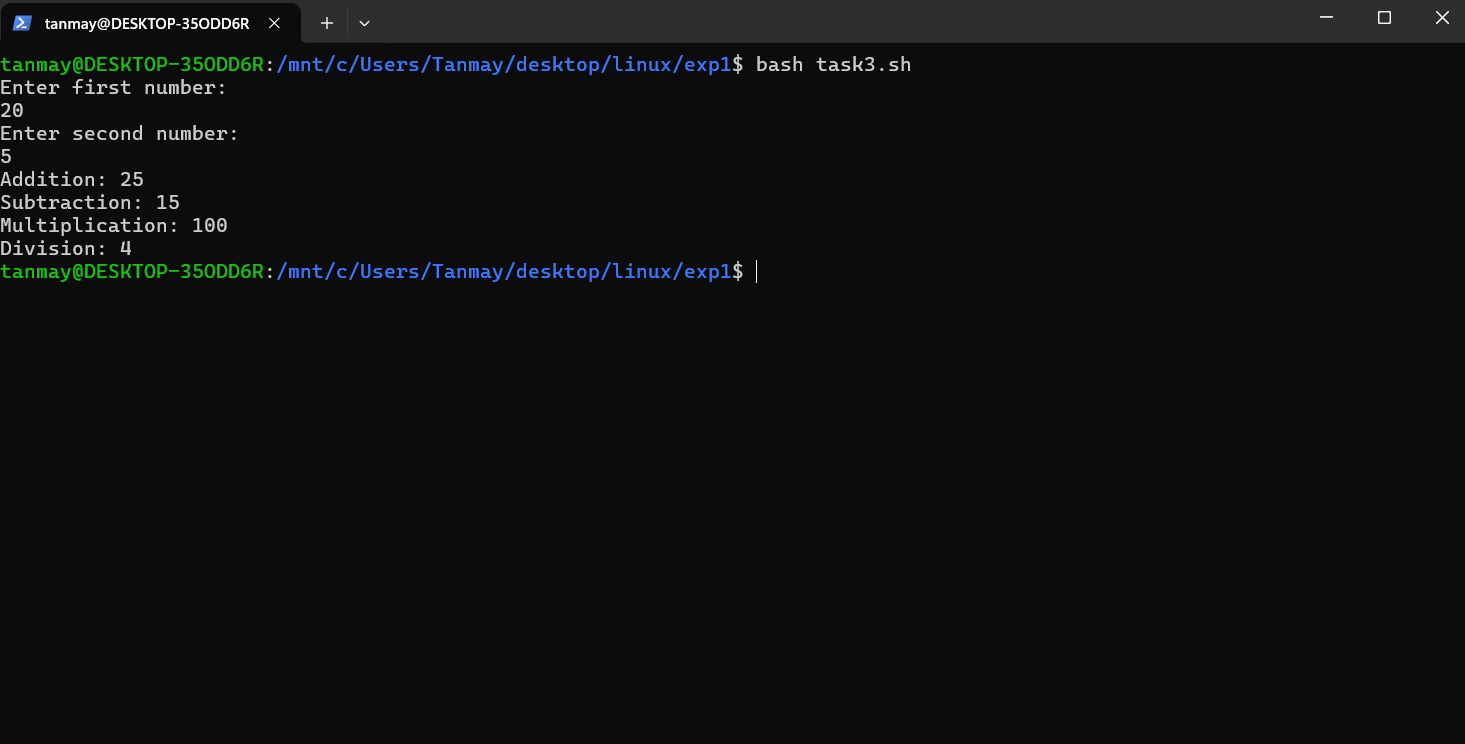 tanmay@DESKTOP-35ODD6R
tanmay@DESKTOP-35ODD6R:/mnt/c/Users/Tanmay/desktop/linux/exp1$ bash task3.sh
Enter first number:
20
Enter second number:
5
Addition: 25
Subtraction: 15
Multiplication: 100
Division: 4
tanmay@DESKTOP-35ODD6R:/mnt/c/Users/Tanmay/desktop/linux/exp1$